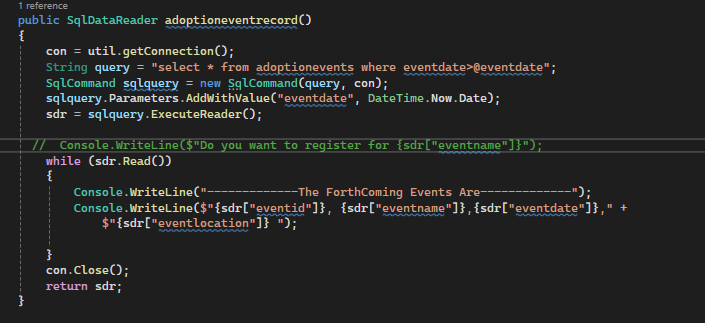 1 reference
public SqlDataReader adoptioneventrecord()
{
con = util.getConnection();
String query = "select * from adoptionevents where eventdate>@eventdate";
SqlCommand sqlquery = new SqlCommand(query, con);
sqlquery.Parameters.AddWithValue("eventdate", DateTime.Now.Date);
sdr = sqlquery.ExecuteReader();
//  Console.WriteLine($"Do you want to register for {sdr["eventname"]}");
while (sdr.Read())
{
Console.WriteLine("-------------The ForthComing Events Are-------------");
Console.WriteLine($"{sdr["eventid"]}, {sdr["eventname"]},{sdr["eventdate"]}," +
$"{sdr["eventlocation"]} ");
}
con.Close();
return sdr;
}